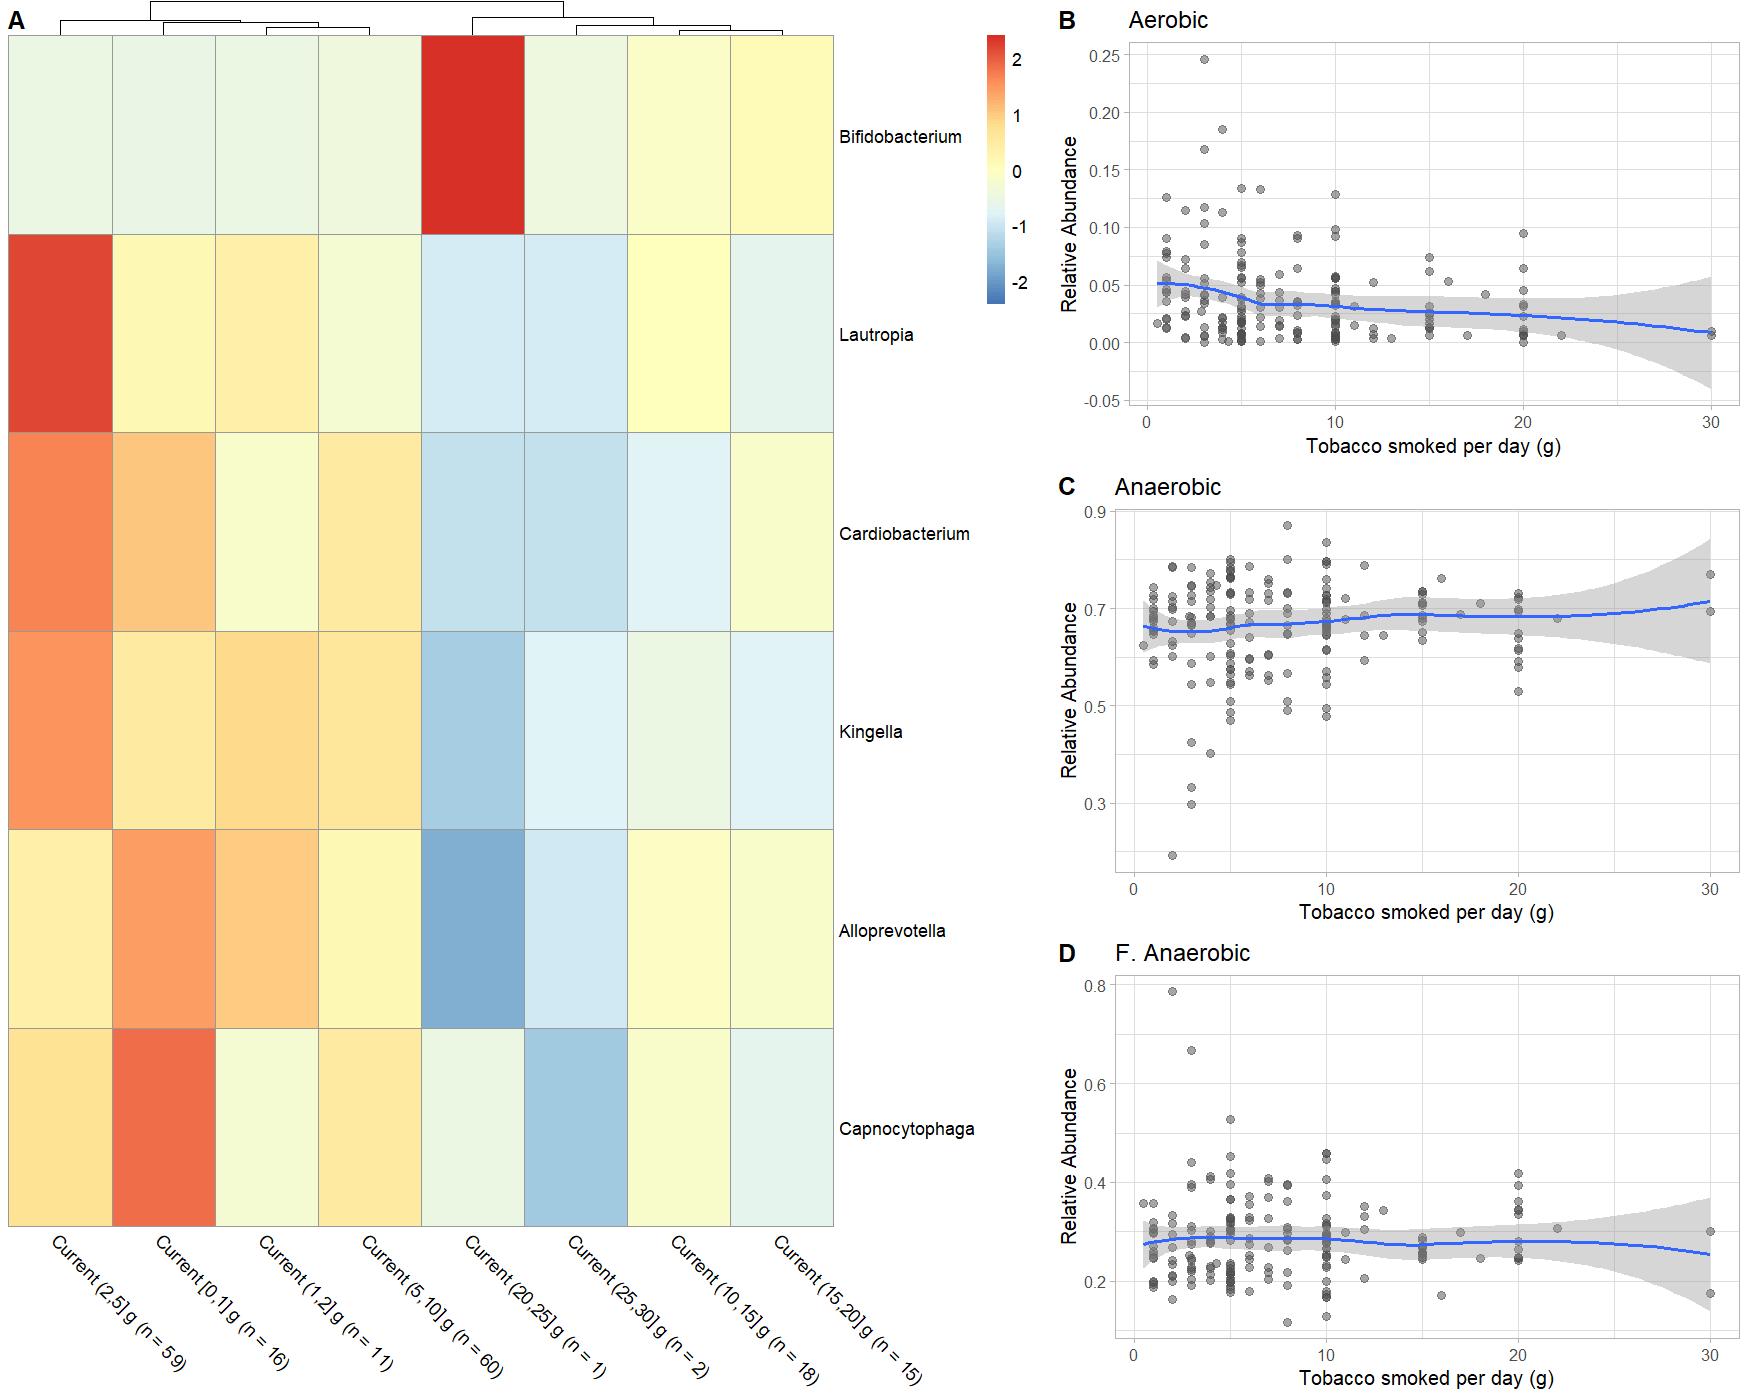 A
Bifidobacterium
Lautropia
Cardiobacterium
Kingella
Alloprevotella
Capnocytophaga
2
1
0
-1
-2
Current (2,5] g (n = 59)
Current [0,1] g (n = 16)
Current (1,2] g (n = 11)
Current (5,10] g (n = 60)
Current (20,25] g (n = 1)
Current (25,30] g (n = 2)
Current (10,15] g (n = 18)
Current (15,20] g (n = 15)
B Aerobic
Relative Abundance
0.25
0.20
0.15
0.10
0.05
0.00
-0.05
0 10 20 30
Tobacco smoked per day (g)
C Anaerobic
Relative Abundance
0.9
0.7
0.5
0.3
0 10 20 30
Tobacco smoked per day (g)
D F. Anaerobic
Relative Abundance
0.8
0.6
0.4
0.2
0 10 20 30
Tobacco smoked per day (g)